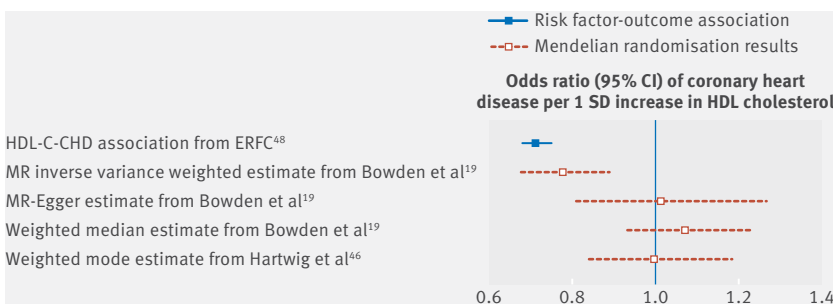 Risk factor-outcome association
Mendelian randomisation results
Odds ratio (95% CI) of coronary heart
disease per 1 SD increase in HDL cholesterol
HDL-C-CHD association from ERFC⁴⁸
MR inverse variance weighted estimate from Bowden et al¹⁹
MR-Egger estimate from Bowden et al¹⁹
Weighted median estimate from Bowden et al¹⁹
Weighted mode estimate from Hartwig et al⁴⁶
0.6 0.8 1.0 1.2 1.4